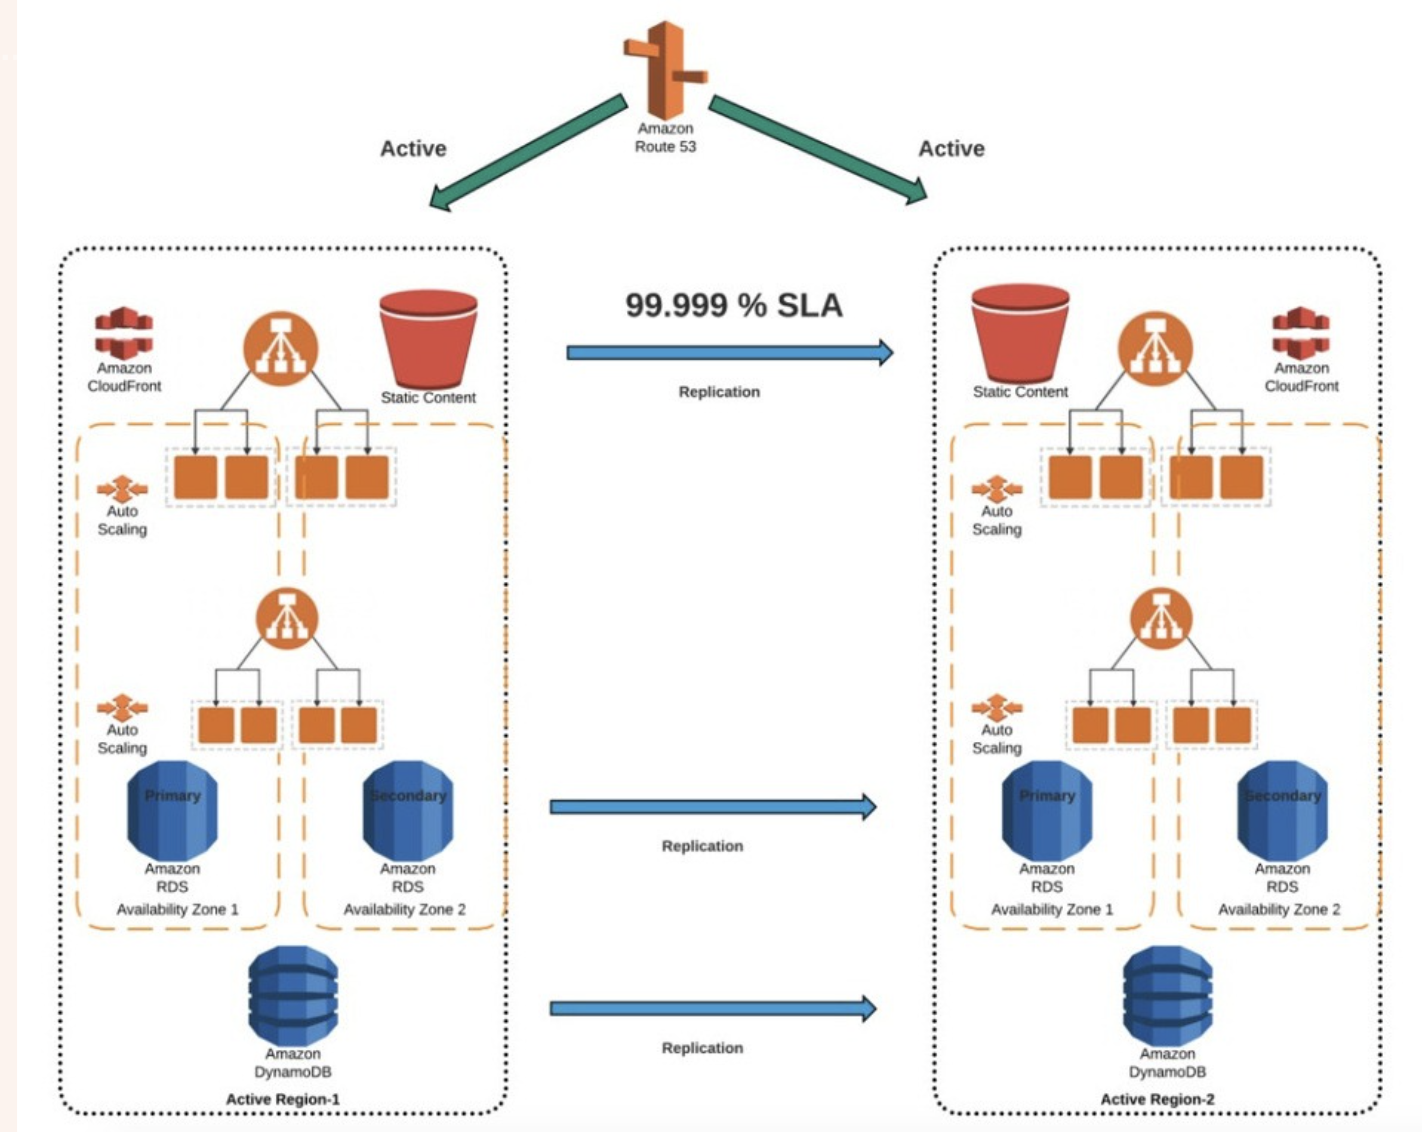 Amazon
Route 53
Active
Active
99.999 % SLA
Replication
Amazon
CloudFront
Static Content
Auto
Scaling
Auto
Scaling
Primary
Secondary
Amazon
RDS
Amazon
RDS
Availability Zone 1
Availability Zone 2
Amazon
DynamoDB
Active Region-1
Replication
Replication
Static Content
Amazon
CloudFront
Auto
Scaling
Auto
Scaling
Primary
Secondary
Amazon
RDS
Amazon
RDS
Availability Zone 1
Availability Zone 2
Amazon
DynamoDB
Active Region-2